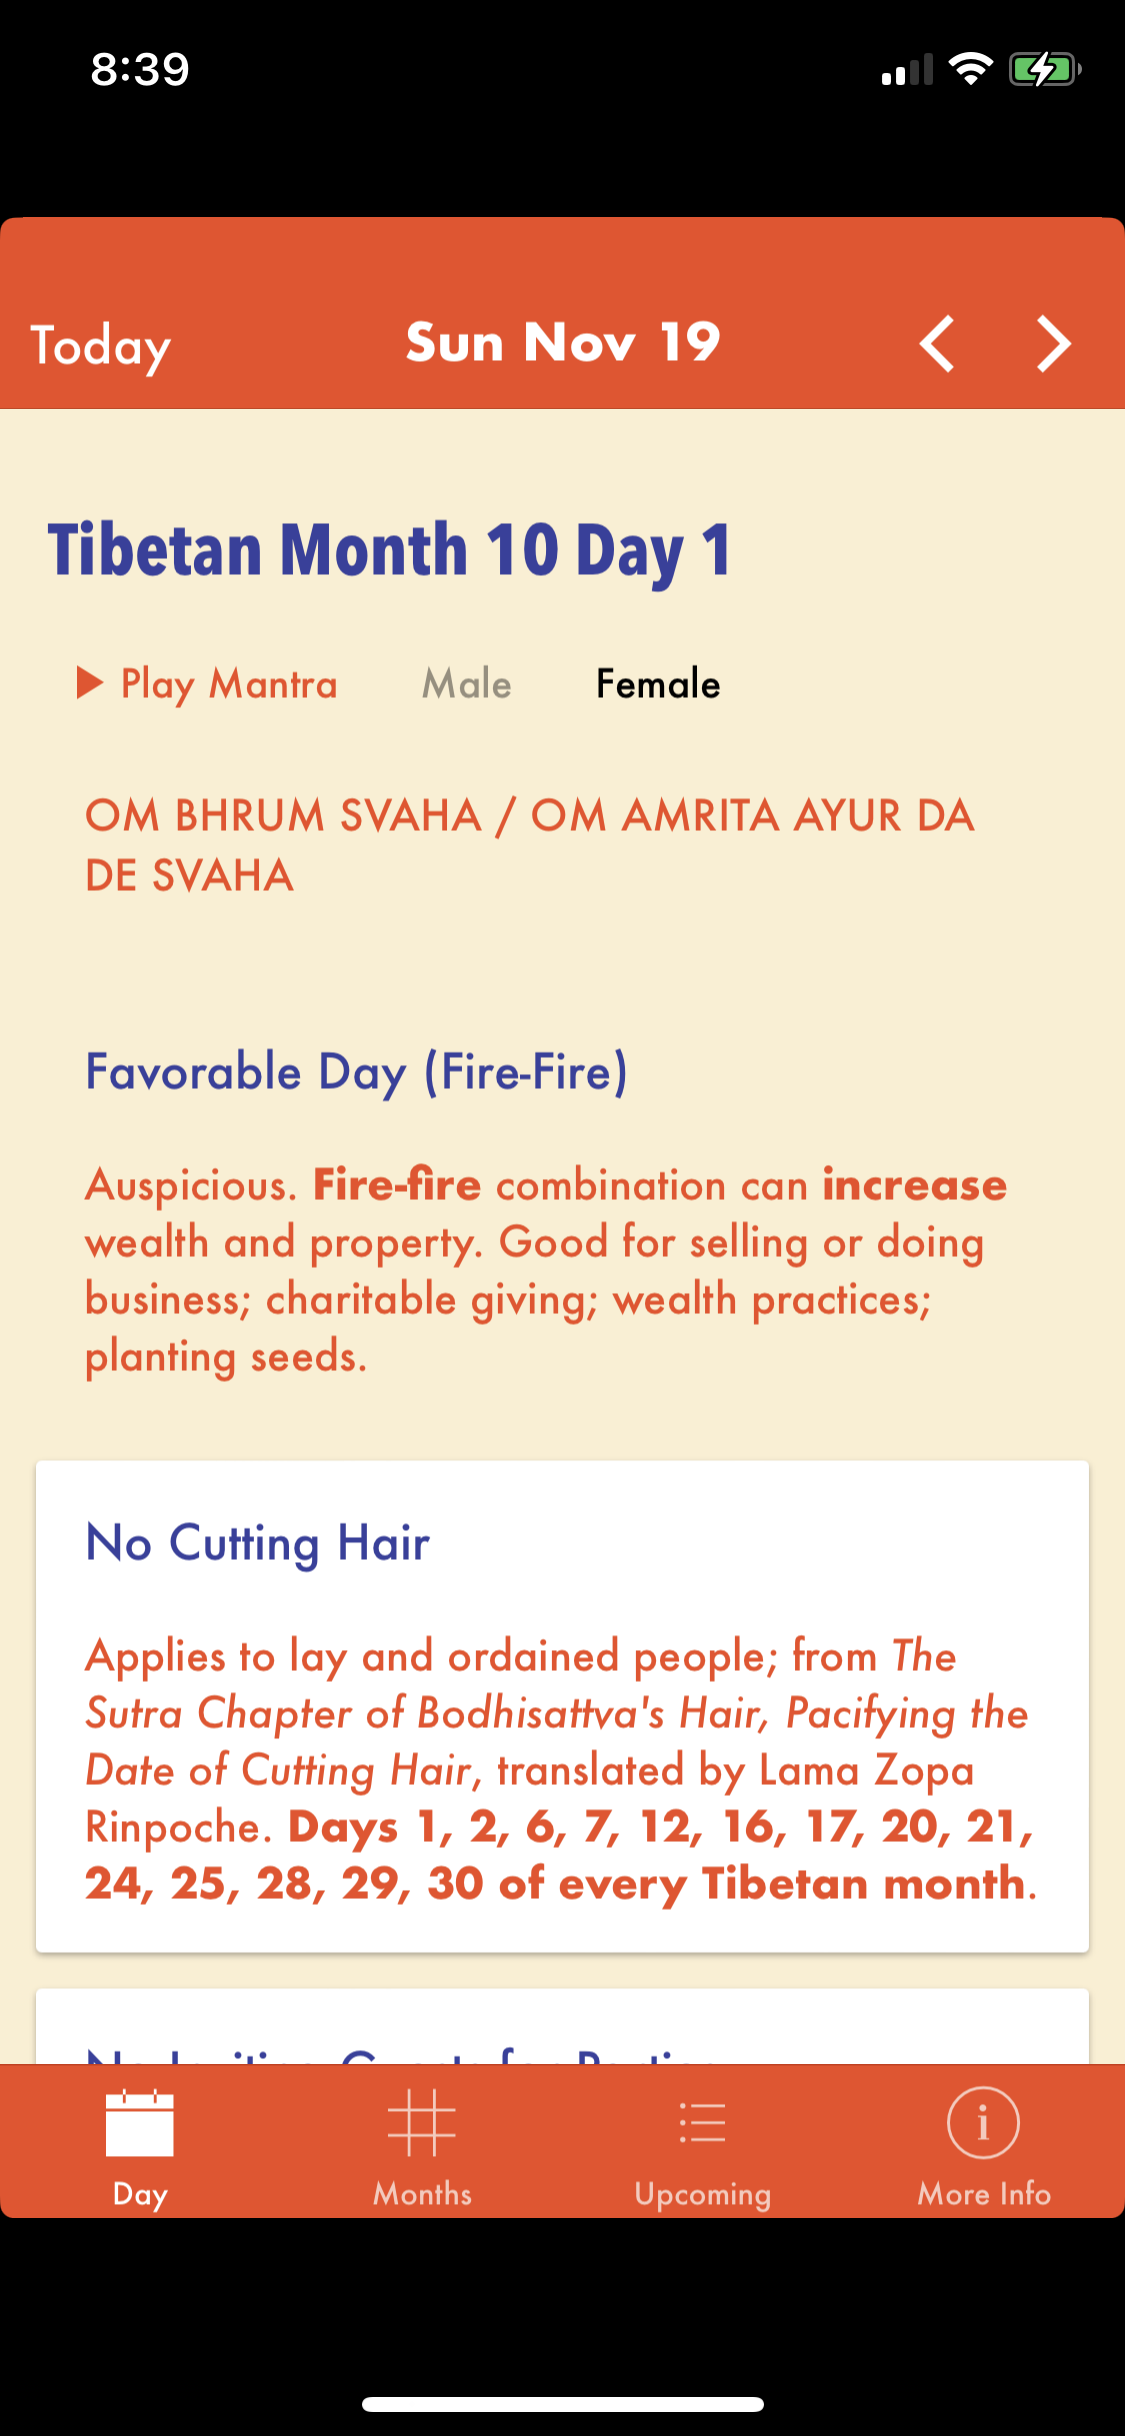 8:39
Today
Sun Nov 19
Tibetan Month 10 Day 1
Play Mantra Male Female
OM BHRUM SVAHA / OM AMRITA AYUR DA
DE SVAHA
Favorable Day (Fire-Fire)
Auspicious. Fire-fire combination can increase
wealth and property. Good for selling or doing
business; charitable giving; wealth practices;
planting seeds.
No Cutting Hair
Applies to lay and ordained people; from The
Sutra Chapter of Bodhisattva's Hair, Pacifying the
Date of Cutting Hair, translated by Lama Zopa
Rinpoche. Days 1, 2, 6, 7, 12, 16, 17, 20, 21,
24, 25, 28, 29, 30 of every Tibetan month.
Day Months Upcoming More Info